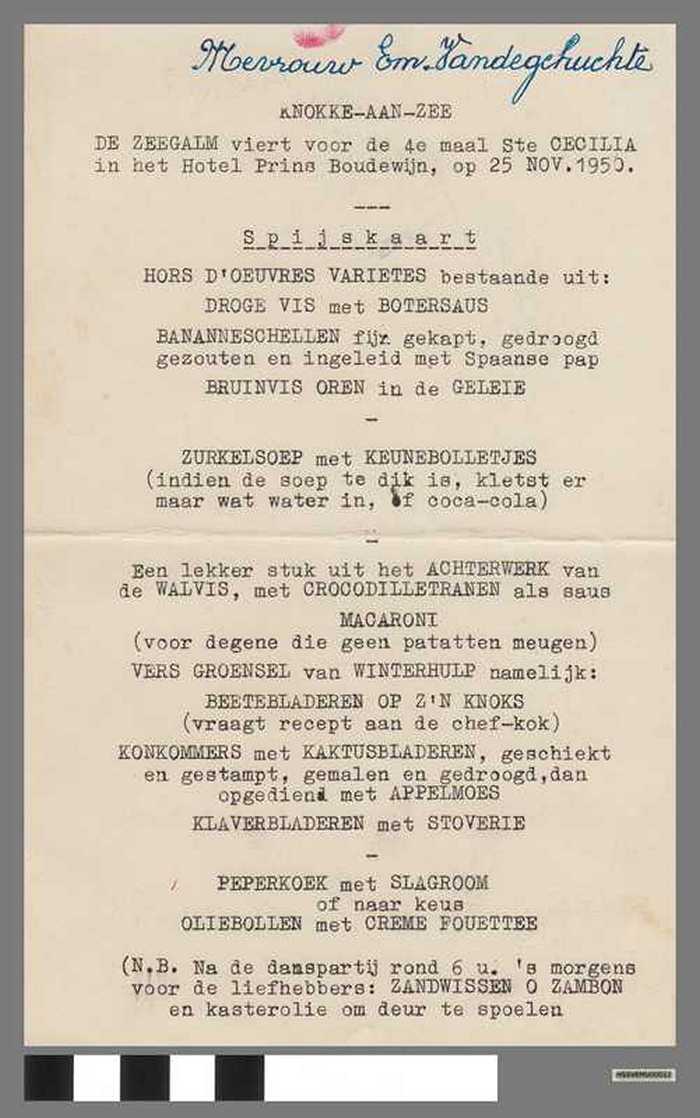 Mevrouw Em. Vandegehuchte
KNOKKE-AAN-ZEE
DE ZEEGALM viert voor de 4e maal Ste CECILIA
in het Hotel Prins Boudewijn, op 25 NOV.1950.
---
Spijskaart
HORS D'OEUVRES VARIETES bestaande uit:
DROGE VIS met BOTERSAUS
BANANNESCHELLEN fijn gekapt, gedroogd
gezouten en ingeleid met Spaanse pap
BRUINVIS OREN in de GELEIE
-
ZURKELSOEP met KEUNEBOLLETJES
(indien de soep te dik is, kletst er
maar wat water in, of coca-cola)
-
Een lekker stuk uit het ACHTERWERK van
de WALVIS, met CROCODILLETRANEN als saus
MACARONI
(voor degene die geen patatten meugen)
VERS GROENSEL van WINTERHULP namelijk:
BEETEBLADEREN OP Z'N KNOKS
(vraagt recept aan de chef-kok)
KONKOMMERS met KAKTUSBLADEREN, geschiekt
en gestampt, gemalen en gedroogd,dan
opgediend met APPELMOES
KLAVERBLADEREN met STOVERIE
-
PEPERKOEK met SLAGROOM
of naar keus
OLIEBOLLEN met CREME FOUETTEE
(N.B. Na de danspartij rond 6 u. 's morgens
voor de liefhebbers: ZANDWISSEN O ZAMBON
en kasterolie om deur te spoelen